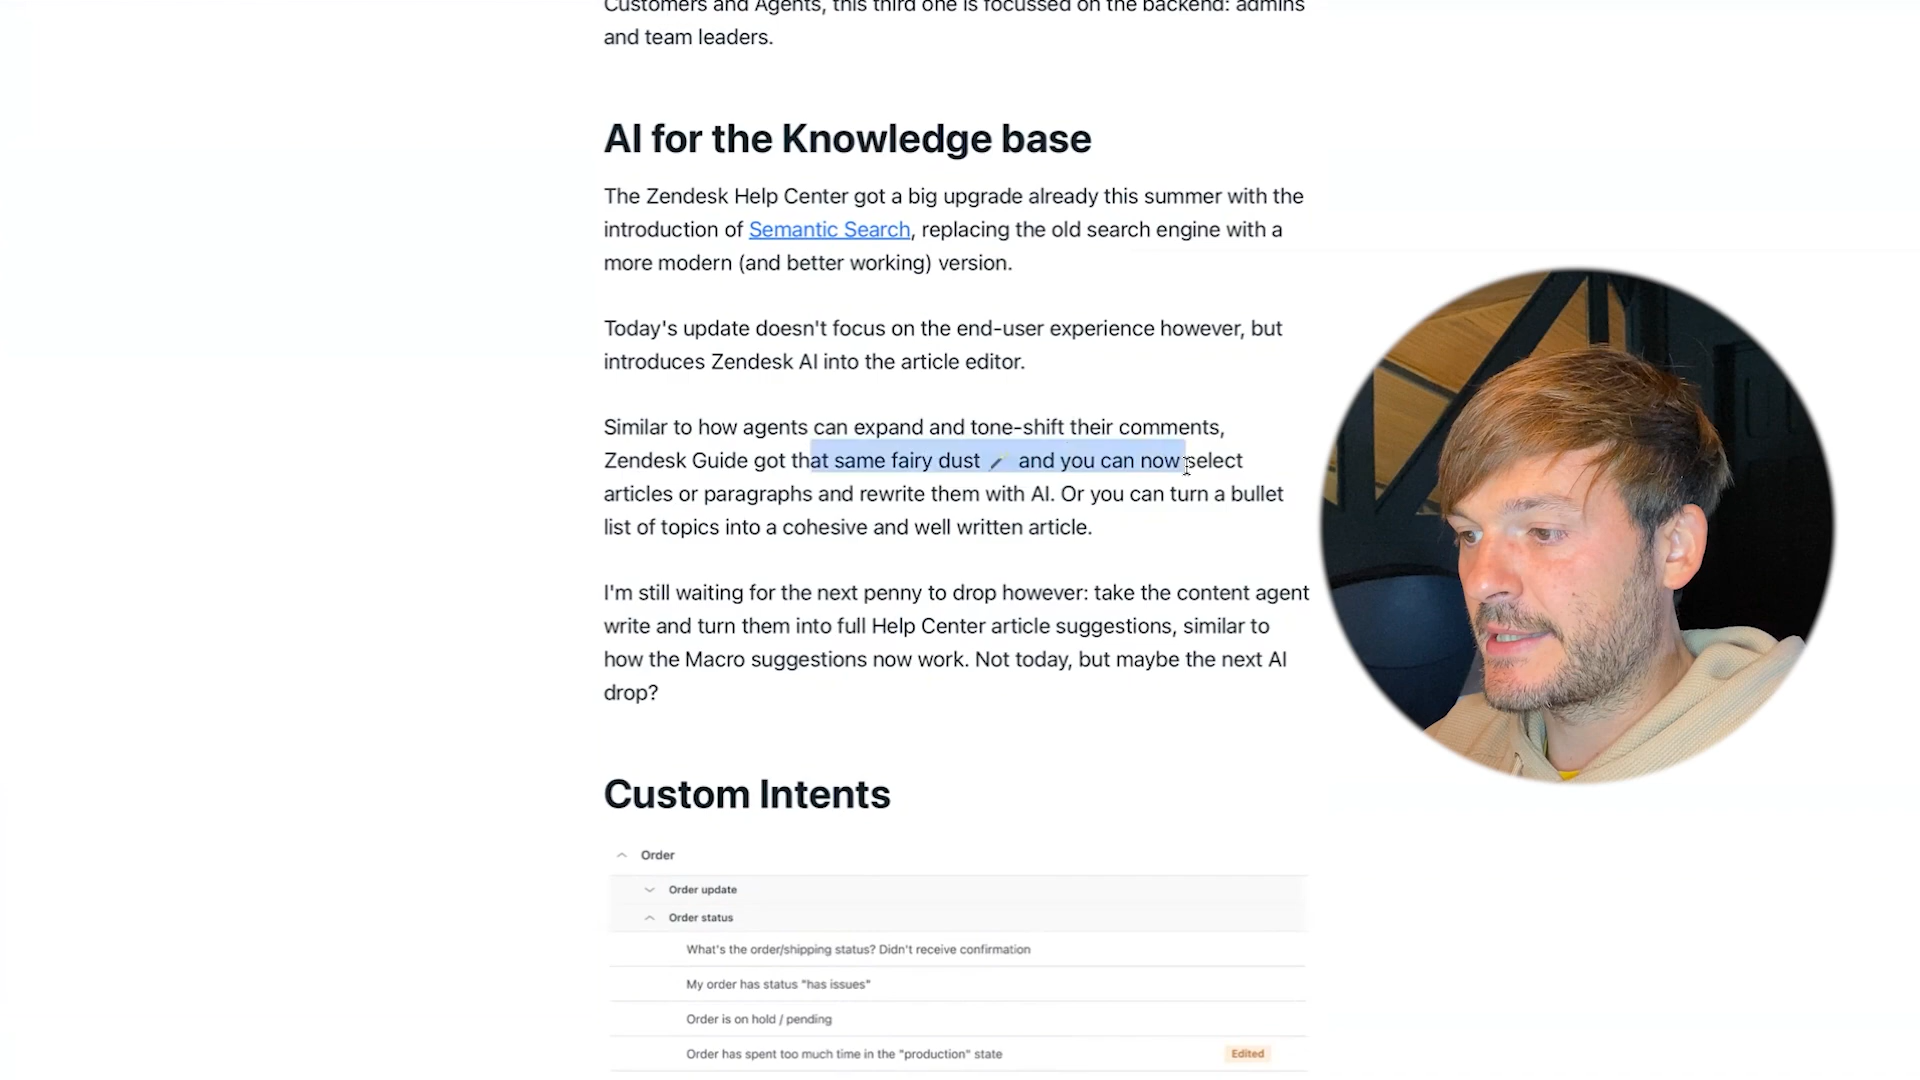 Customers and Agents, this third one is focussed on the backend: admins
and team leaders.
AI for the Knowledge base
The Zendesk Help Center got a big upgrade already this summer with the
introduction of Semantic Search, replacing the old search engine with a
more modern (and better working) version.
Today's update doesn't focus on the end-user experience however, but
introduces Zendesk AI into the article editor.
Similar to how agents can expand and tone-shift their comments,
Zendesk Guide got that same fairy dust 🪄 and you can now select
articles or paragraphs and rewrite them with AI. Or you can turn a bullet
list of topics into a cohesive and well written article.
I'm still waiting for the next penny to drop however: take the content agent
write and turn them into full Help Center article suggestions, similar to
how the Macro suggestions now work. Not today, but maybe the next AI
drop?
Custom Intents
Order
Order update
Order status
What's the order/shipping status? Didn't receive confirmation
My order has status "has issues"
Order is on hold / pending
Order has spent too much time in the "production" state
Edited